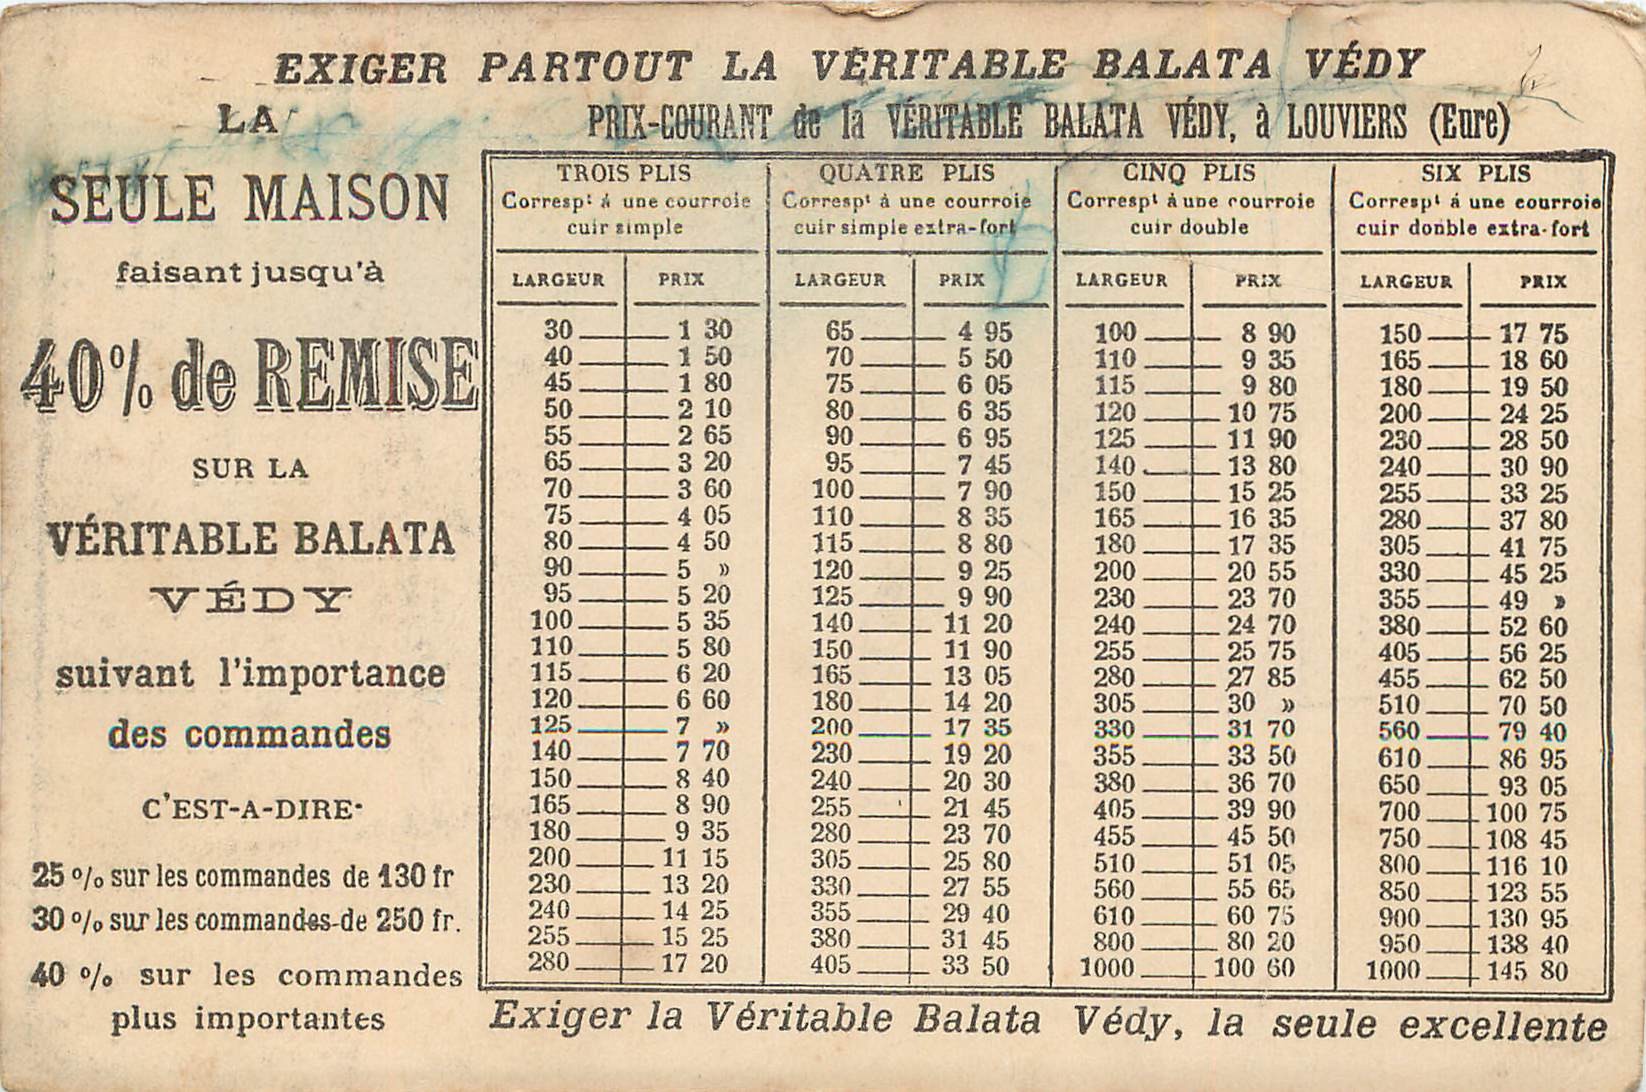 EXIGER PARTOUT LA VÉRITABLE BALATA VÉDY
LA
SEULE MAISON
faisant jusqu'à
40% de REMISE
SUR LA
VÉRITABLE BALATA
VÉDY
suivant l'importance
des commandes
C'EST-A-DIRE
25 % sur les commandes de 130 fr
30 % sur les commandes de 250 fr.
40 % sur les commandes
plus importantes
PRIX-COURANT de la VÉRITABLE BALATA VÉDY, à LOUVIERS (Eure)
TROIS PLIS
Correspt á une courroie
cuir simple
LARGEUR PRIX
30 1 30
40 1 50
45 1 80
50 2 10
55 2 65
65 3 20
70 3 60
75 4 05
80 4 50
90 5 »
95 5 20
100 5 35
110 5 80
115 6 20
120 6 60
125 7 »
140 7 70
150 8 40
165 8 90
180 9 35
200 11 15
230 13 20
240 14 25
255 15 25
280 17 20
QUATRE PLIS
Correspt à une courroie
cuir simple extra-fort
LARGEUR PRIX
65 4 95
70 5 50
75 6 05
80 6 35
90 6 95
95 7 45
100 7 90
110 8 35
115 8 80
120 9 25
125 9 90
140 11 20
150 11 90
165 13 05
180 14 20
200 17 35
230 19 20
240 20 30
255 21 45
280 23 70
305 25 80
330 27 55
355 29 40
380 31 45
405 33 50
CINQ PLIS
Correspt à une courroie
cuir double
LARGEUR PRIX
100 8 90
110 9 35
115 9 80
120 10 75
125 11 90
140 13 80
150 15 25
165 16 35
180 17 35
200 20 55
230 23 70
240 24 70
255 25 75
280 27 85
305 30 »
330 31 70
355 33 50
380 36 70
405 39 90
455 45 50
510 51 05
560 55 65
610 60 75
800 80 20
1000 100 60
SIX PLIS
Correspt á une courroie
cuir donble extra-fort
LARGEUR PRIX
150 17 75
165 18 60
180 19 50
200 24 25
230 28 50
240 30 90
255 33 25
280 37 80
305 41 75
330 45 25
355 49 »
380 52 60
405 56 25
455 62 50
510 70 50
560 79 40
610 86 95
650 93 05
700 100 75
750 108 45
800 116 10
850 123 55
900 130 95
950 138 40
1000 145 80
Exiger la Véritable Balata Védy, la seule excellente